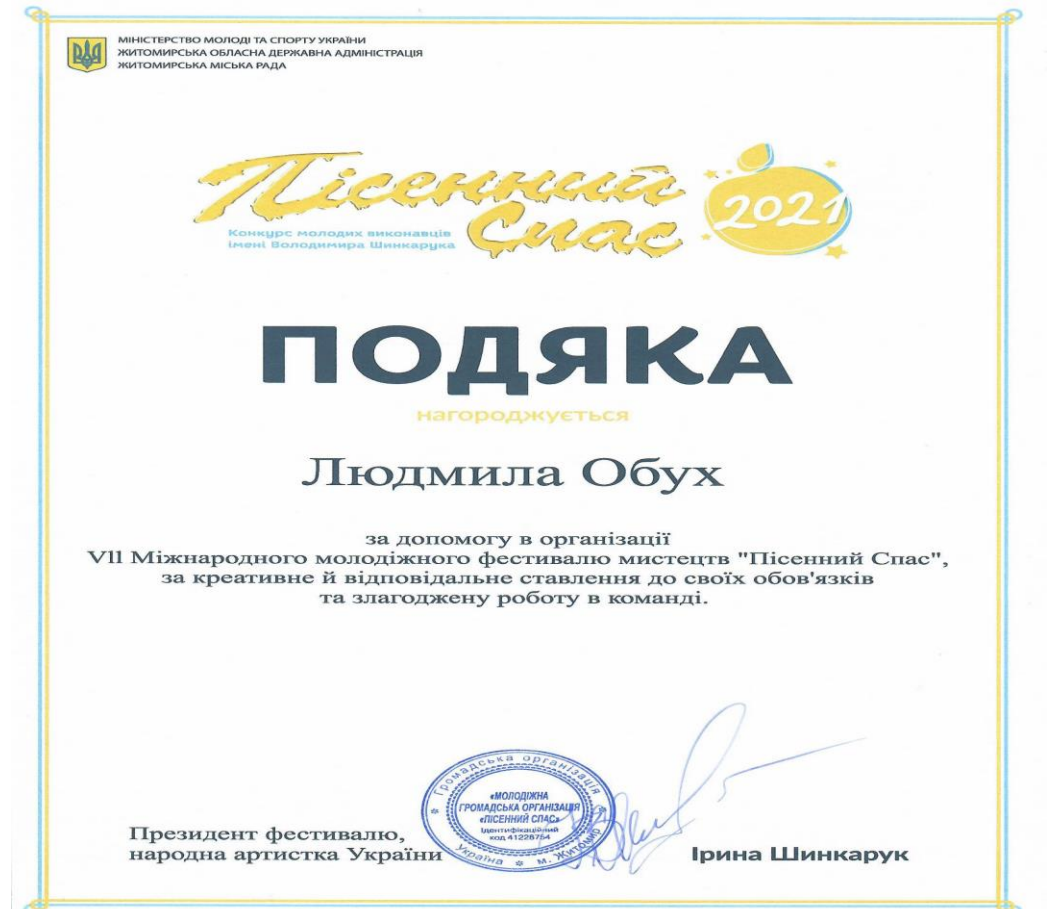 МІНІСТЕРСТВО МОЛОДІ ТА СПОРТУ УКРАЇНИ
ЖИТОМИРСЬКА ОБЛАСНА ДЕРЖАВНА АДМІНІСТРАЦІЯ
ЖИТОМИРСЬКА МІСЬКА РАДА
Пісенний
Спас
2021
Конкурс молодих виконавців
імені Володимира Шинкарука
ПОДЯКА
нагороджується
Людмила Обух
за допомогу в організації
Vll Міжнародного молодіжного фестивалю мистецтв "Пісенний Спас",
за креативне й відповідальне ставлення до своїх обов'язків
та злагоджену роботу в команді.
Громадська організація
«МОЛОДІЖНА
ГРОМАДСЬКА ОРГАНІЗАЦІЯ
«ПІСЕННИЙ СПАС»
Ідентифікаційний
код 41228754
Україна м. Житомир
Президент фестивалю,
народна артистка України
Ірина Шинкарук